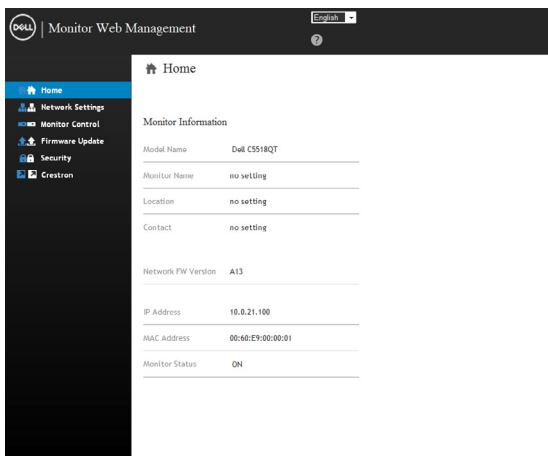 DELL Monitor Web Management English
Home
Home
Network Settings
Monitor Control
Firmware Update
Security
Crestron
Monitor Information
Model Name Dell C5518QT
Monitor Name no setting
Location no setting
Contact no setting
Network FW Version A13
IP Address 10.0.21.100
MAC Address 00:60:E9:00:00:01
Monitor Status ON